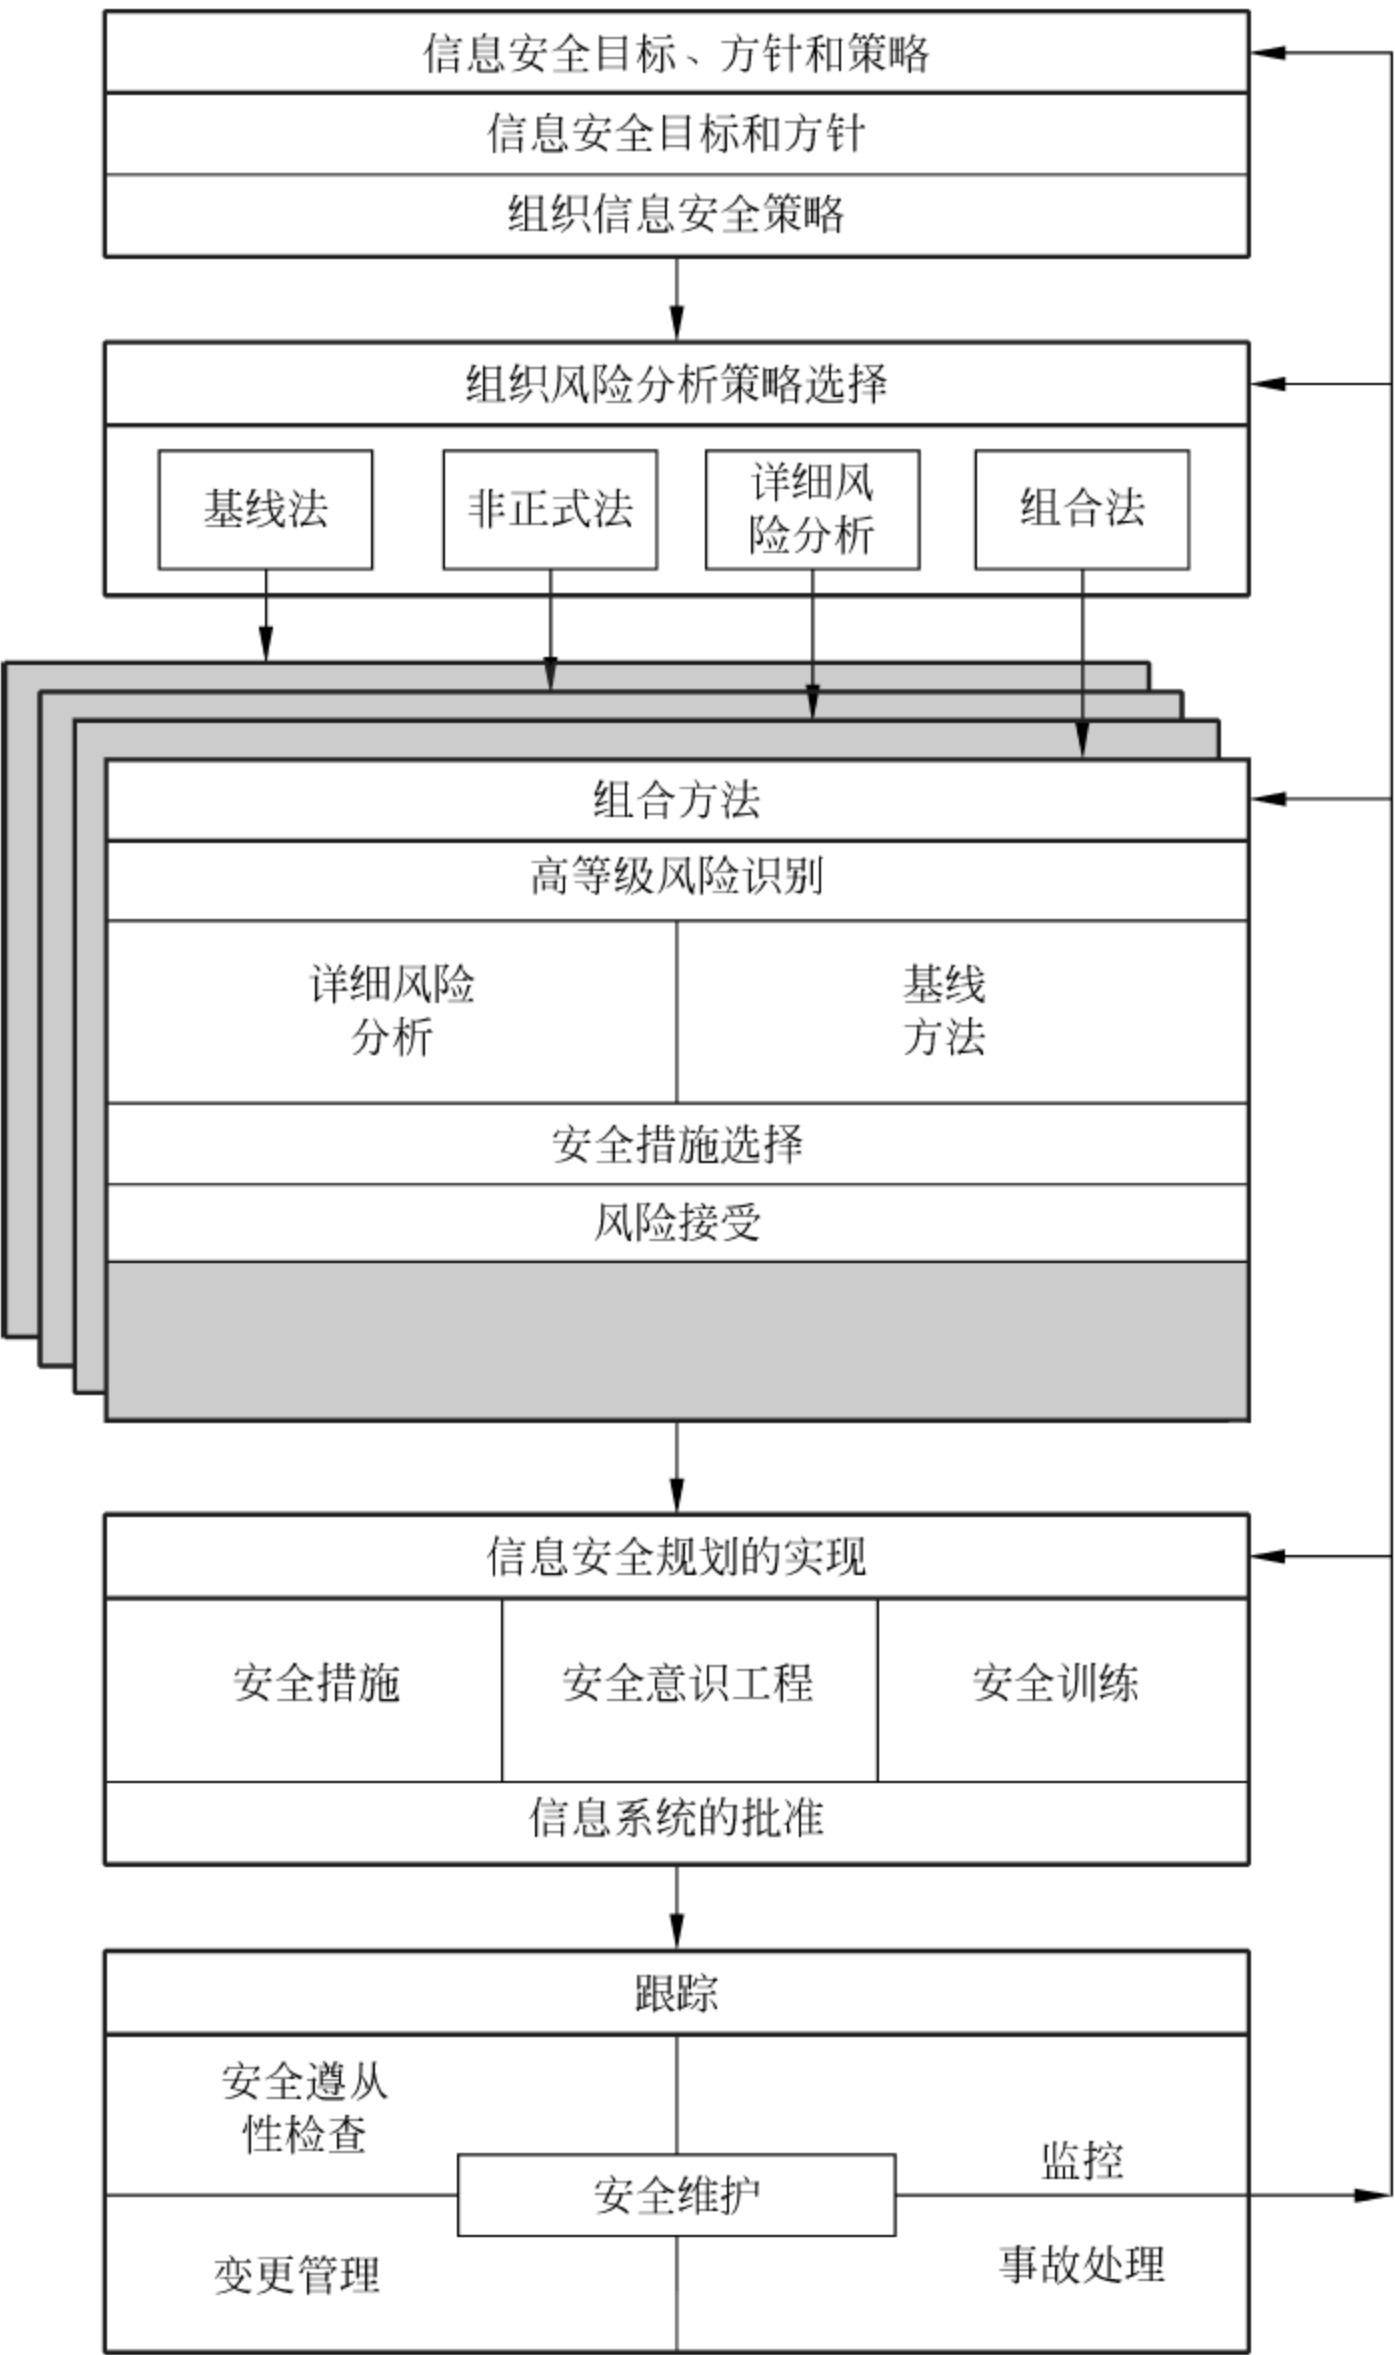 信息安全目标、方针和策略
信息安全目标和方针
组织信息安全策略
组织风险分析策略选择
基线法
非正式法
详细风
险分析
组合法
组合方法
高等级风险识别
详细风险
分析
基线
方法
安全措施选择
风险接受
信息安全规划的实现
安全措施
安全意识工程
安全训练
信息系统的批准
跟踪
安全遵从
性检查
监控
安全维护
变更管理
事故处理